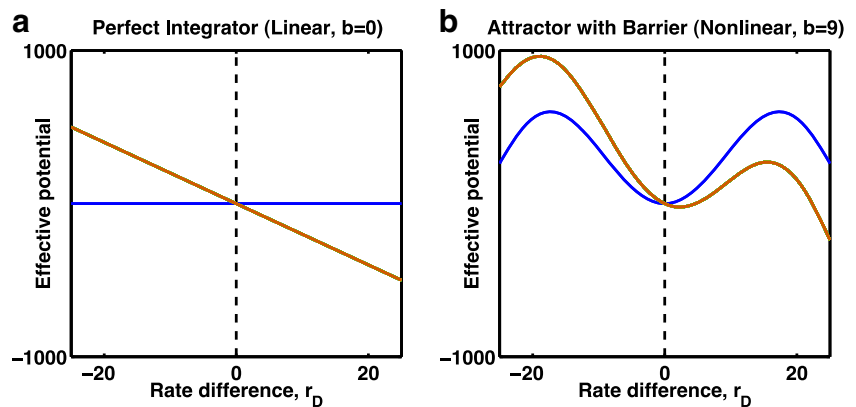 a
Perfect Integrator (Linear, b=0)
1000
−1000
Effective potential
−20
0
20
Rate difference, r_D
b
Attractor with Barrier (Nonlinear, b=9)
1000
−1000
Effective potential
−20
0
20
Rate difference, r_D